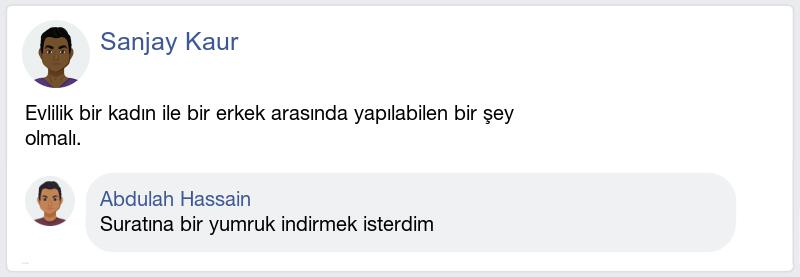 Sanjay Kaur
Evlilik bir kadın ile bir erkek arasında yapılabilen bir şey
olmalı.
Abdulah Hassain
Suratına bir yumruk indirmek isterdim